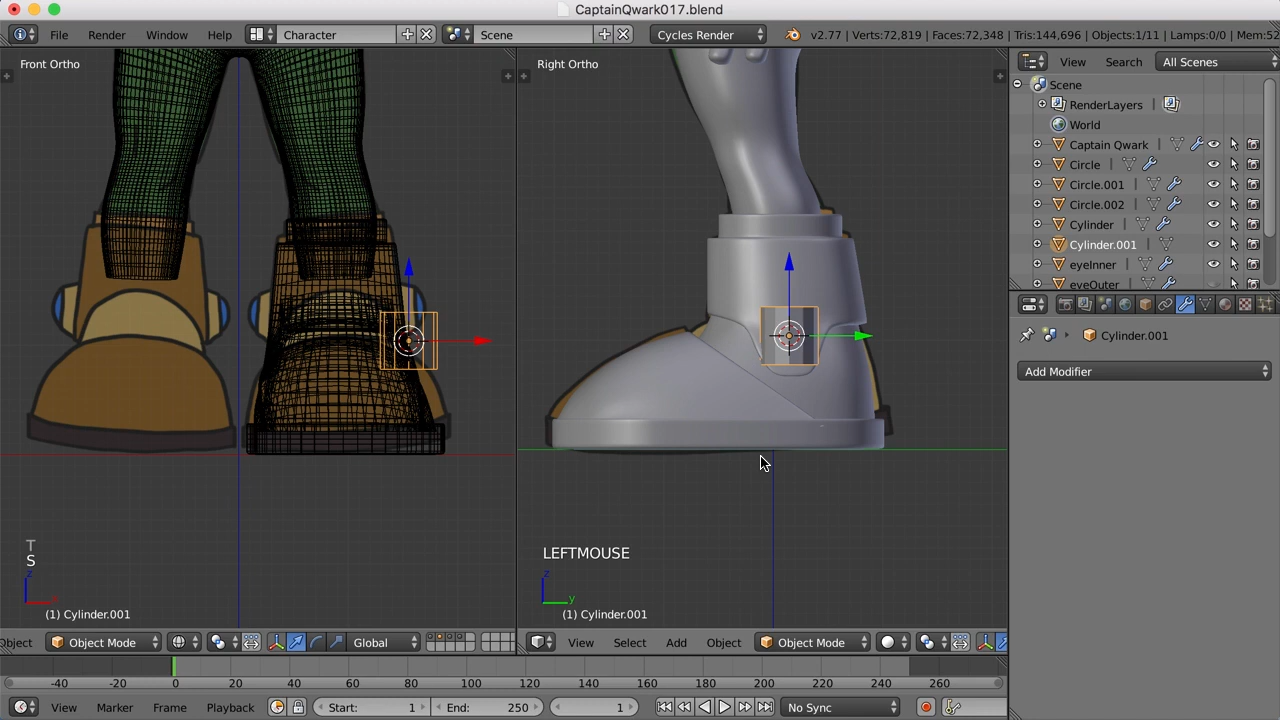 CaptainQwark017.blend
File Render Window Help Character Scene Cycles Render v2.77 | Verts:72,819 | Faces:72,348 | Tris:144,696 | Objects:1/11 | Lamps:0/0 | Mem:52
Front Ortho
Right Ortho
View Search All Scenes
Scene
RenderLayers
World
Captain Qwark
Circle
Circle.001
Circle.002
Cylinder
Cylinder.001
eyeInner
eyeOuter
Cylinder.001
Add Modifier
T
S
LEFTMOUSE
z
z
y
(1) Cylinder.001
(1) Cylinder.001
Object Object Mode Global
View Select Add Object Object Mode
-40 -20 0 20 40 60 80 100 120 140 160 180 200 220 240 260
View Marker Frame Playback Start: 1 End: 250 1 No Sync